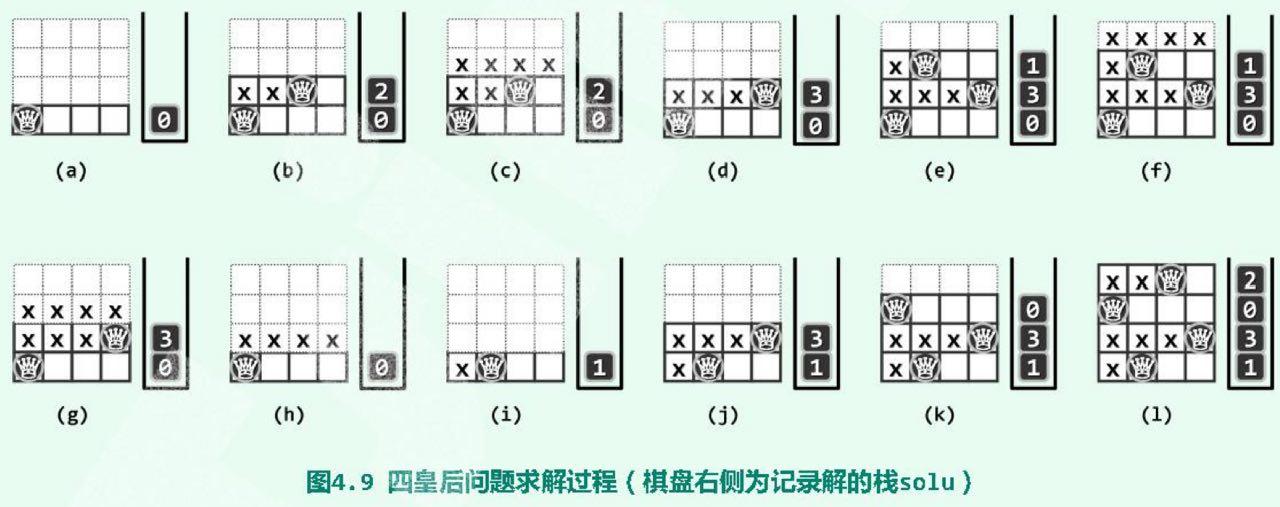 x x x x x x x x x x x x x x x
x x x x x x x 1 x 1
x x 2 x x 2 x x x 3 x x x 3 x x x 3
0 0 0 0 0 0
(a) (b) (c) (d) (e) (f)
x x 2
0 0
x x x x
x x x 3 x x x x x x x 3 x x x 3 x x x 3
0 0 x 1 x 1 x 1 x 1
(g) (h) (i) (j) (k) (l)
图4.9 四皇后问题求解过程（棋盘右侧为记录解的栈solu）